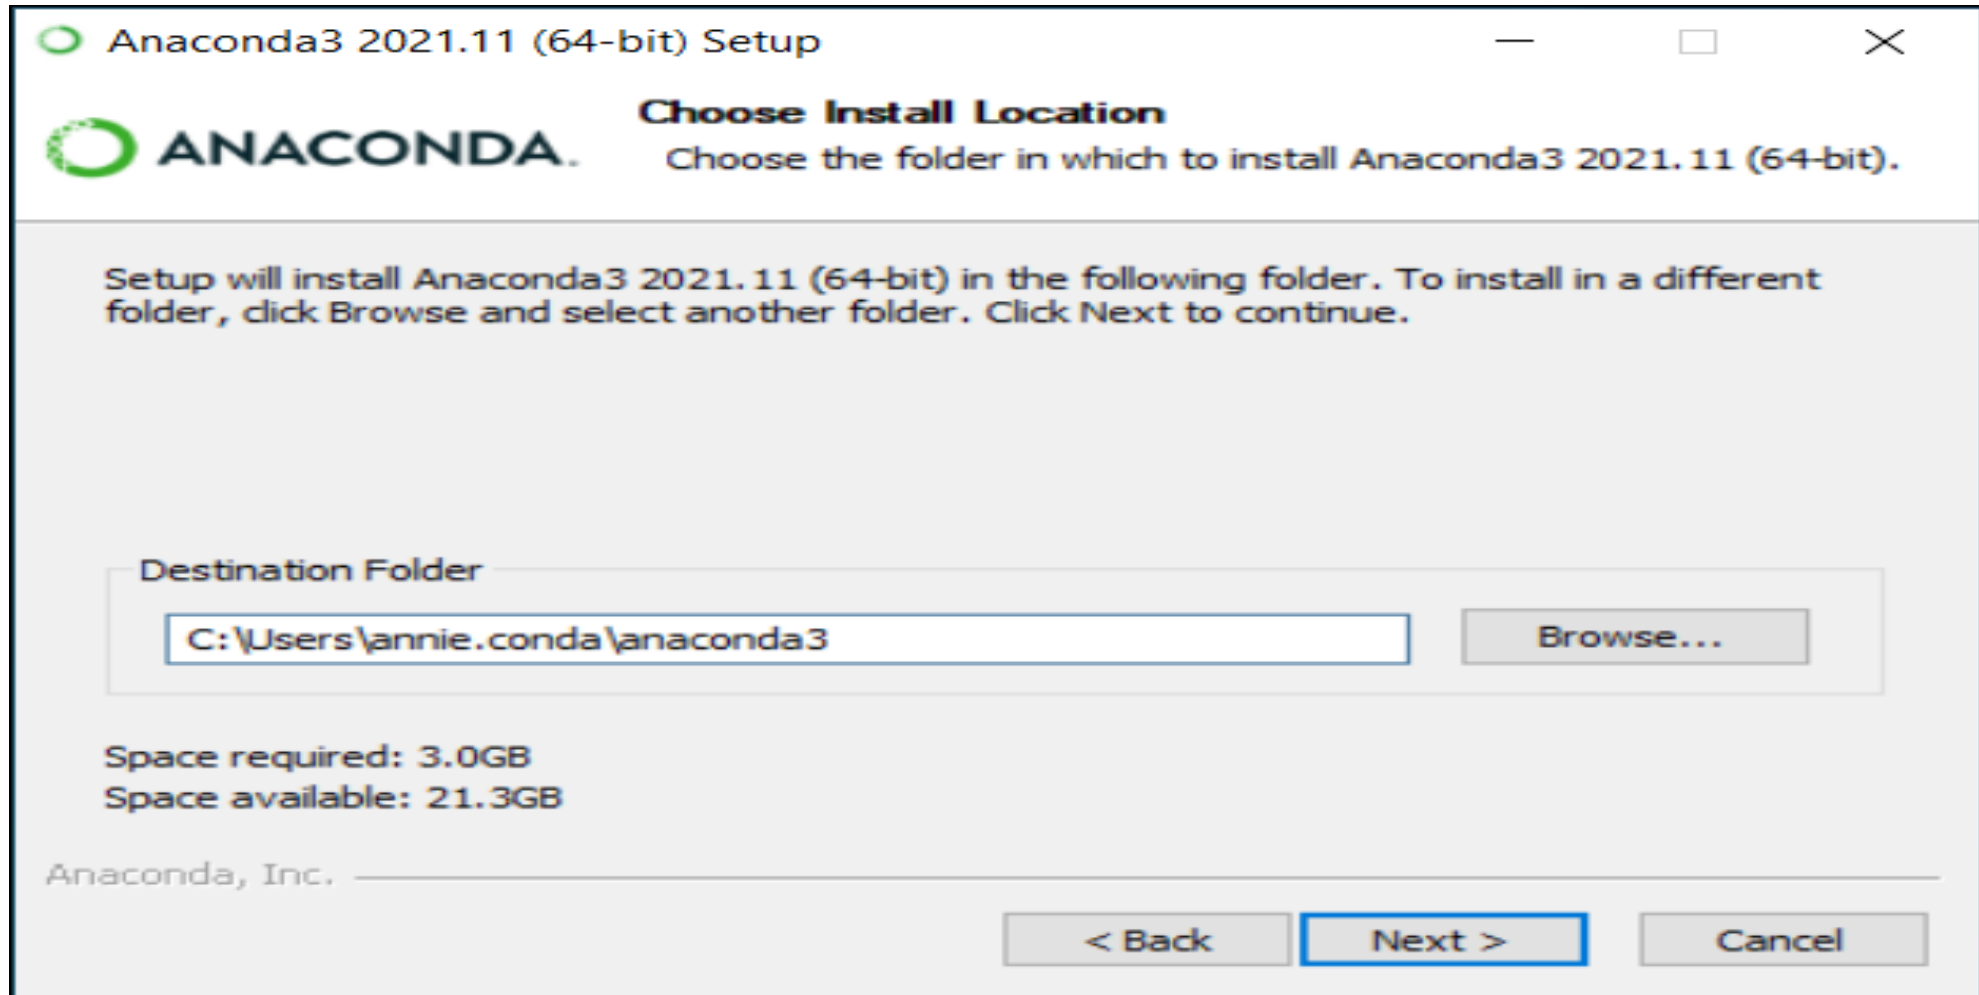 Anaconda3 2021.11 (64-bit) Setup
ANACONDA.
Choose Install Location
Choose the folder in which to install Anaconda3 2021.11 (64-bit).
Setup will install Anaconda3 2021.11 (64-bit) in the following folder. To install in a different
folder, click Browse and select another folder. Click Next to continue.
Destination Folder
C:\Users\annie.conda\anaconda3
Browse...
Space required: 3.0GB
Space available: 21.3GB
Anaconda, Inc.
< Back
Next >
Cancel